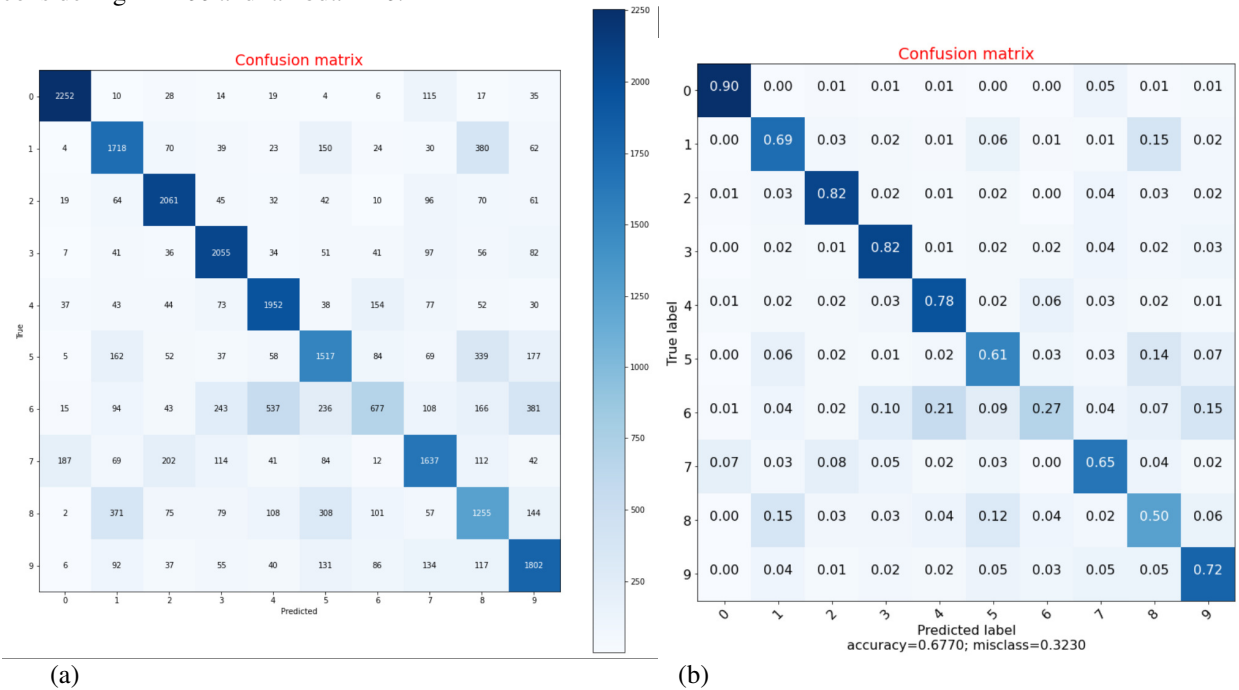 Confusion matrix
0 2252 10 28 14 19 4 6 115 17 35
1 4 1718 70 39 23 150 24 30 380 62
2 19 64 2061 45 32 42 10 96 70 61
3 7 41 36 2055 34 51 41 97 56 82
4 37 43 44 73 1952 38 154 77 52 30
5 5 162 52 37 58 1517 84 69 339 177
6 15 94 43 243 537 236 677 108 166 381
7 187 69 202 114 41 84 12 1637 112 42
8 2 371 75 79 108 308 101 57 1255 144
9 6 92 37 55 40 131 86 134 117 1802
0 1 2 3 4 5 6 7 8 9
True
Predicted
2250
2000
1750
1500
1250
1000
750
500
250
(a)
Confusion matrix
0 0.90 0.00 0.01 0.01 0.01 0.00 0.00 0.05 0.01 0.01
1 0.00 0.69 0.03 0.02 0.01 0.06 0.01 0.01 0.15 0.02
2 0.01 0.03 0.82 0.02 0.01 0.02 0.00 0.04 0.03 0.02
3 0.00 0.02 0.01 0.82 0.01 0.02 0.02 0.04 0.02 0.03
4 0.01 0.02 0.02 0.03 0.78 0.02 0.06 0.03 0.02 0.01
5 0.00 0.06 0.02 0.01 0.02 0.61 0.03 0.03 0.14 0.07
6 0.01 0.04 0.02 0.10 0.21 0.09 0.27 0.04 0.07 0.15
7 0.07 0.03 0.08 0.05 0.02 0.03 0.00 0.65 0.04 0.02
8 0.00 0.15 0.03 0.03 0.04 0.12 0.04 0.02 0.50 0.06
9 0.00 0.04 0.01 0.02 0.02 0.05 0.03 0.05 0.05 0.72
0 1 2 3 4 5 6 7 8 9
True label
Predicted label
accuracy=0.6770; misclass=0.3230
(b)